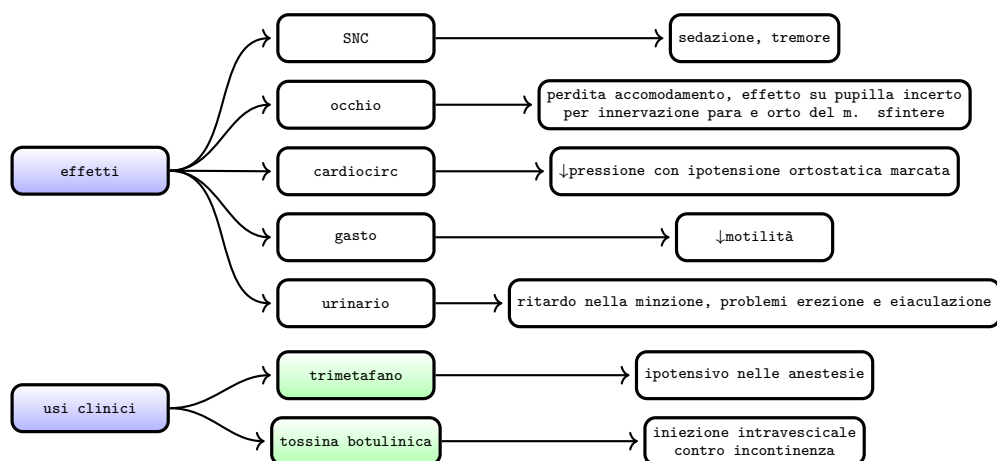 SNC
sedazione, tremore
occhio
perdita accomodamento, effetto su pupilla incerto
per innervazione para e orto del m. sfintere
effetti
cardiocirc
↓pressione con ipotensione ortostatica marcata
gasto
↓motilità
urinario
ritardo nella minzione, problemi erezione e eiaculazione
trimetafano
ipotensivo nelle anestesie
usi clinici
tossina botulinica
iniezione intravescicale
contro incontinenza